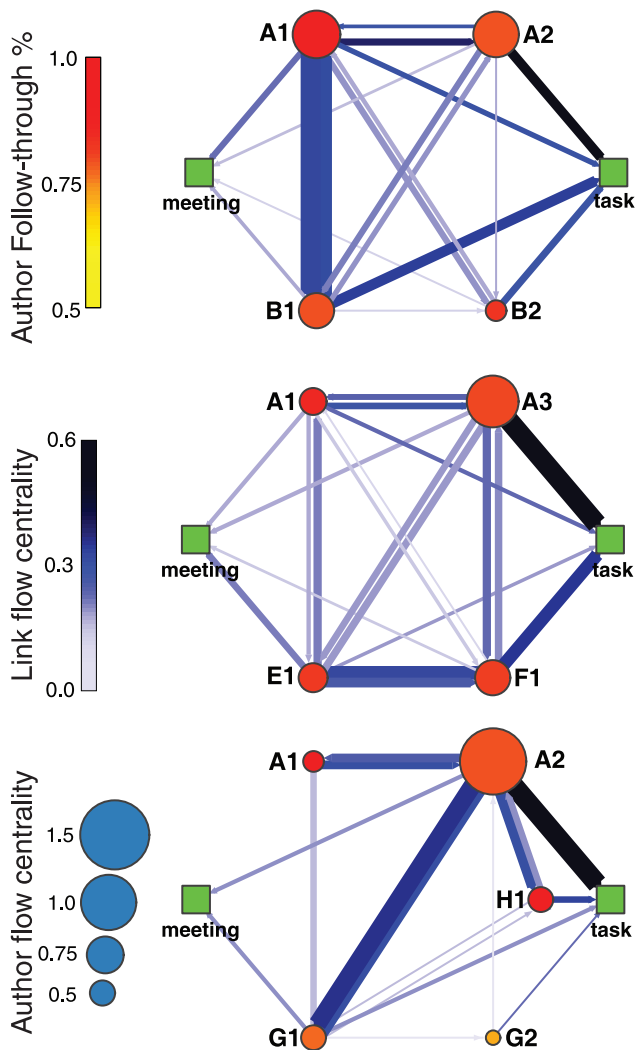 Author Follow-through %
1.0
0.75
0.5
A1
A2
meeting
task
B1
B2
Link flow centrality
0.6
0.3
0.0
A1
A3
meeting
task
E1
F1
Author flow centrality
1.5
1.0
0.75
0.5
A1
A2
H1
meeting
task
G1
G2